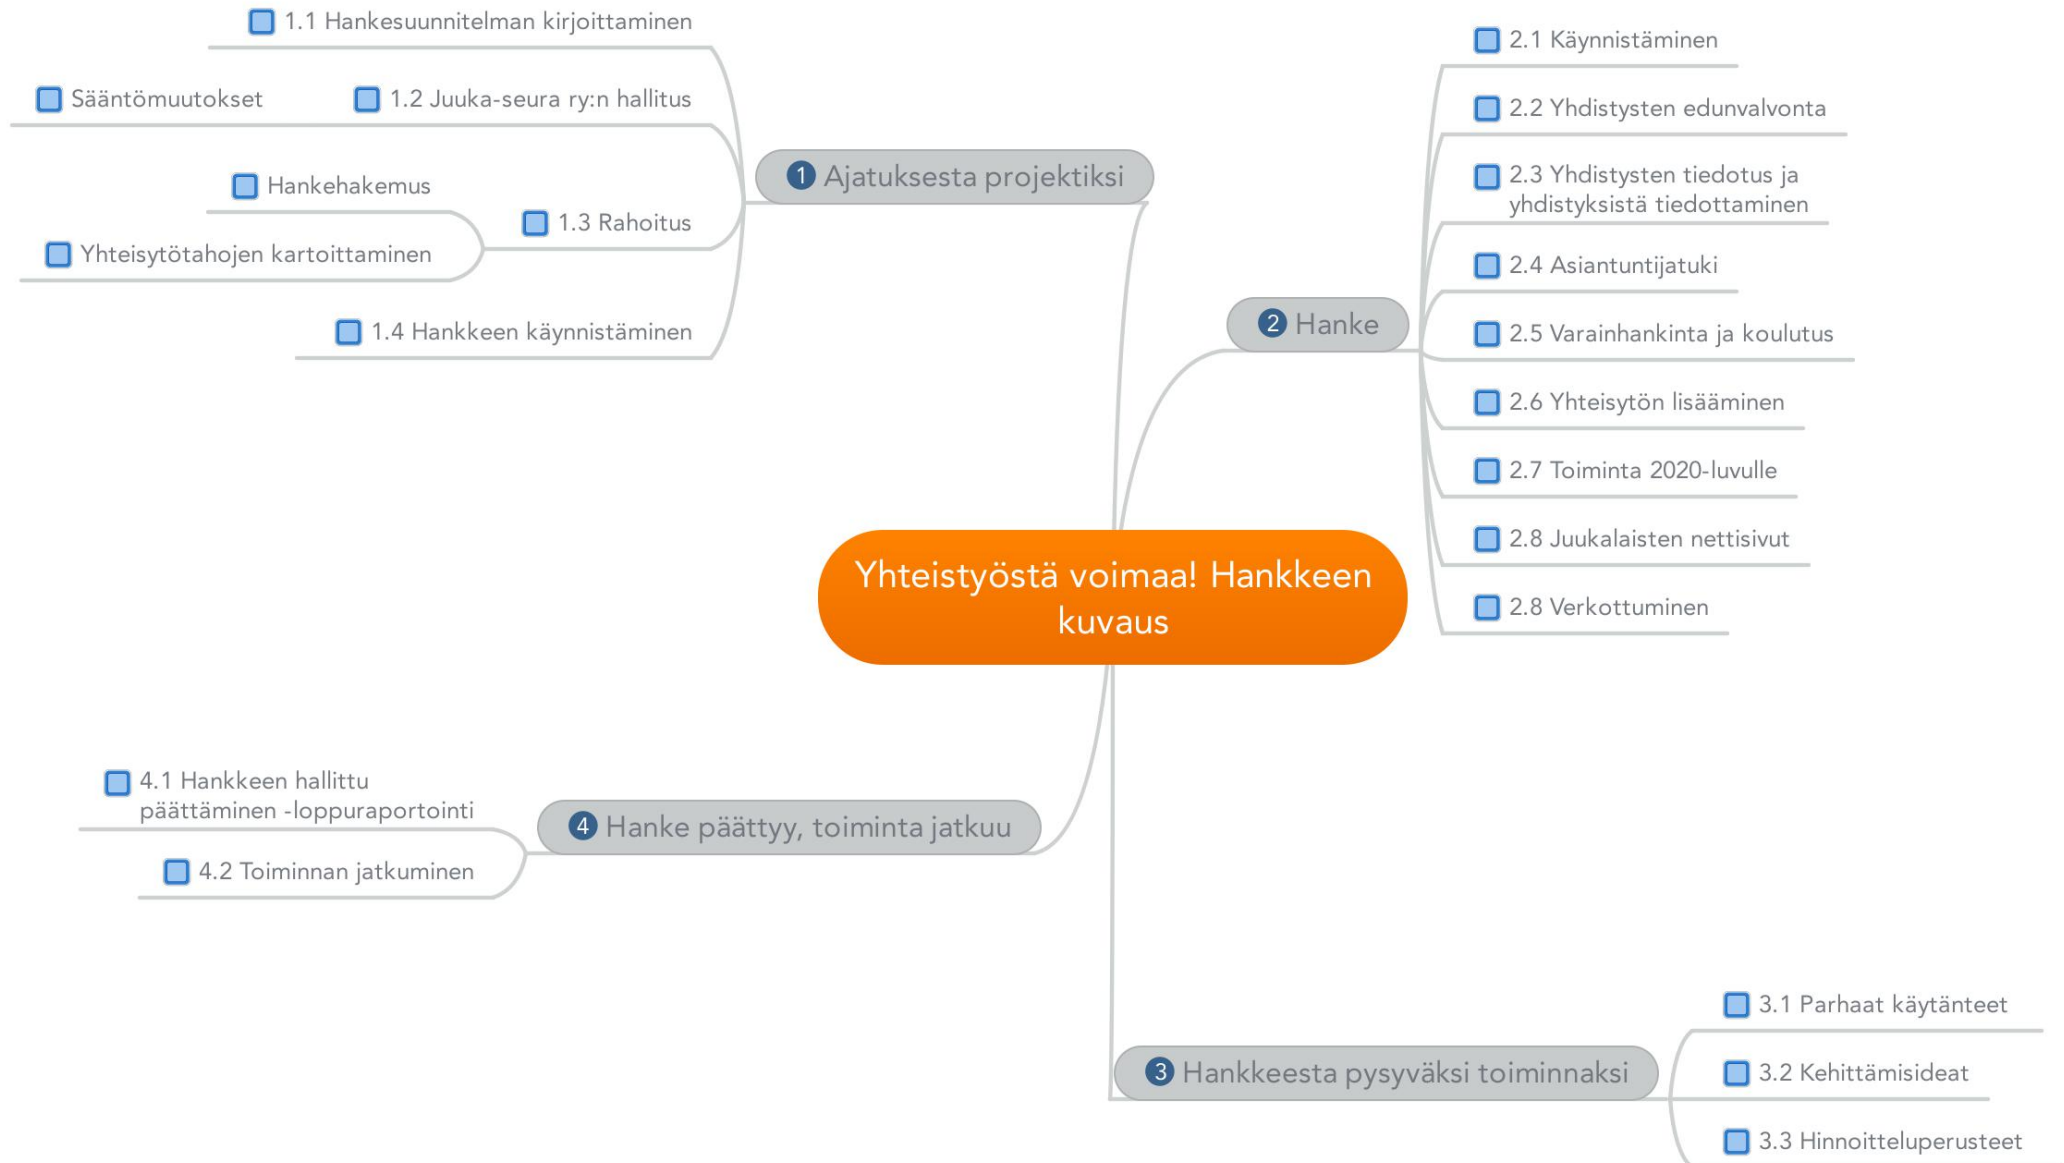 Yhteistyöstä voimaa! Hankkeen
kuvaus
1 Ajatuksesta projektiksi
1.1 Hankesuunnitelman kirjoittaminen
1.2 Juuka-seura ry:n hallitus
Sääntömuutokset
1.3 Rahoitus
Hankehakemus
Yhteisytötahojen kartoittaminen
1.4 Hankkeen käynnistäminen
2 Hanke
2.1 Käynnistäminen
2.2 Yhdistysten edunvalvonta
2.3 Yhdistysten tiedotus ja
yhdistyksistä tiedottaminen
2.4 Asiantuntijatuki
2.5 Varainhankinta ja koulutus
2.6 Yhteisytön lisääminen
2.7 Toiminta 2020-luvulle
2.8 Juukalaisten nettisivut
2.8 Verkottuminen
3 Hankkeesta pysyväksi toiminnaksi
3.1 Parhaat käytänteet
3.2 Kehittämisideat
3.3 Hinnoitteluperusteet
4 Hanke päättyy, toiminta jatkuu
4.1 Hankkeen hallittu
päättäminen -loppuraportointi
4.2 Toiminnan jatkuminen